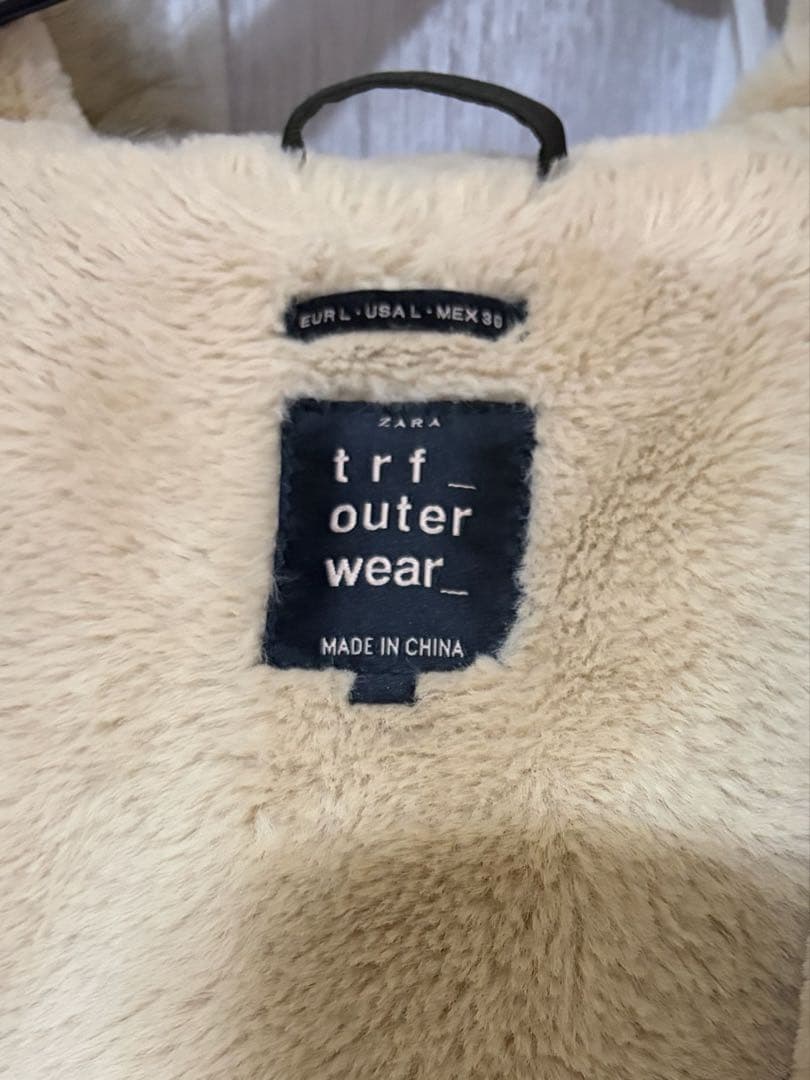 EUR L · USA L · MEX 30
ZARA
trf_
outer
wear_
MADE IN CHINA